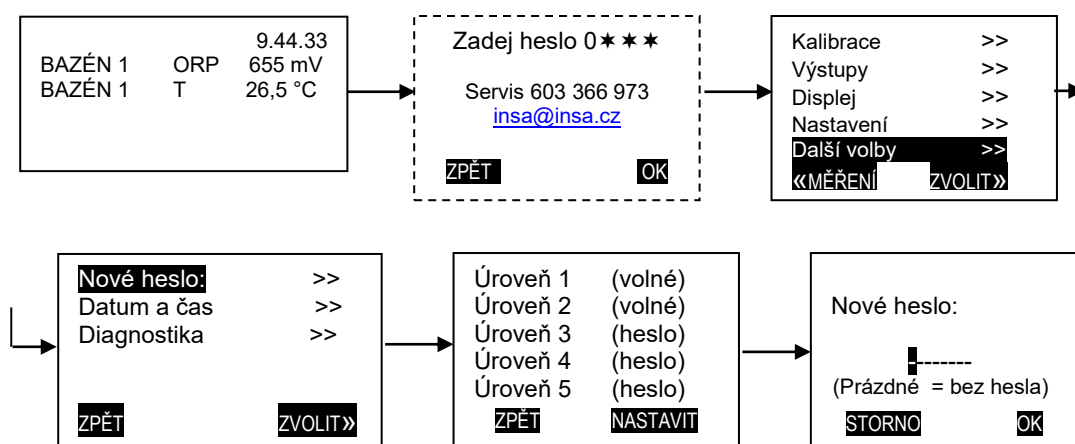 9.44.33
BAZÉN 1 ORP 655 mV
BAZÉN 1 T 26,5 °C
Zadej heslo 0✶✶✶
Servis 603 366 973
insa@insa.cz
ZPĚT OK
Kalibrace >>
Výstupy >>
Displej >>
Nastavení >>
Další volby >>
«MĚŘENÍ ZVOLIT»
Nové heslo: >>
Datum a čas >>
Diagnostika >>
ZPĚT ZVOLIT»
Úroveň 1 (volné)
Úroveň 2 (volné)
Úroveň 3 (heslo)
Úroveň 4 (heslo)
Úroveň 5 (heslo)
ZPĚT NASTAVIT
Nové heslo:
--------
(Prázdné = bez hesla)
STORNO OK